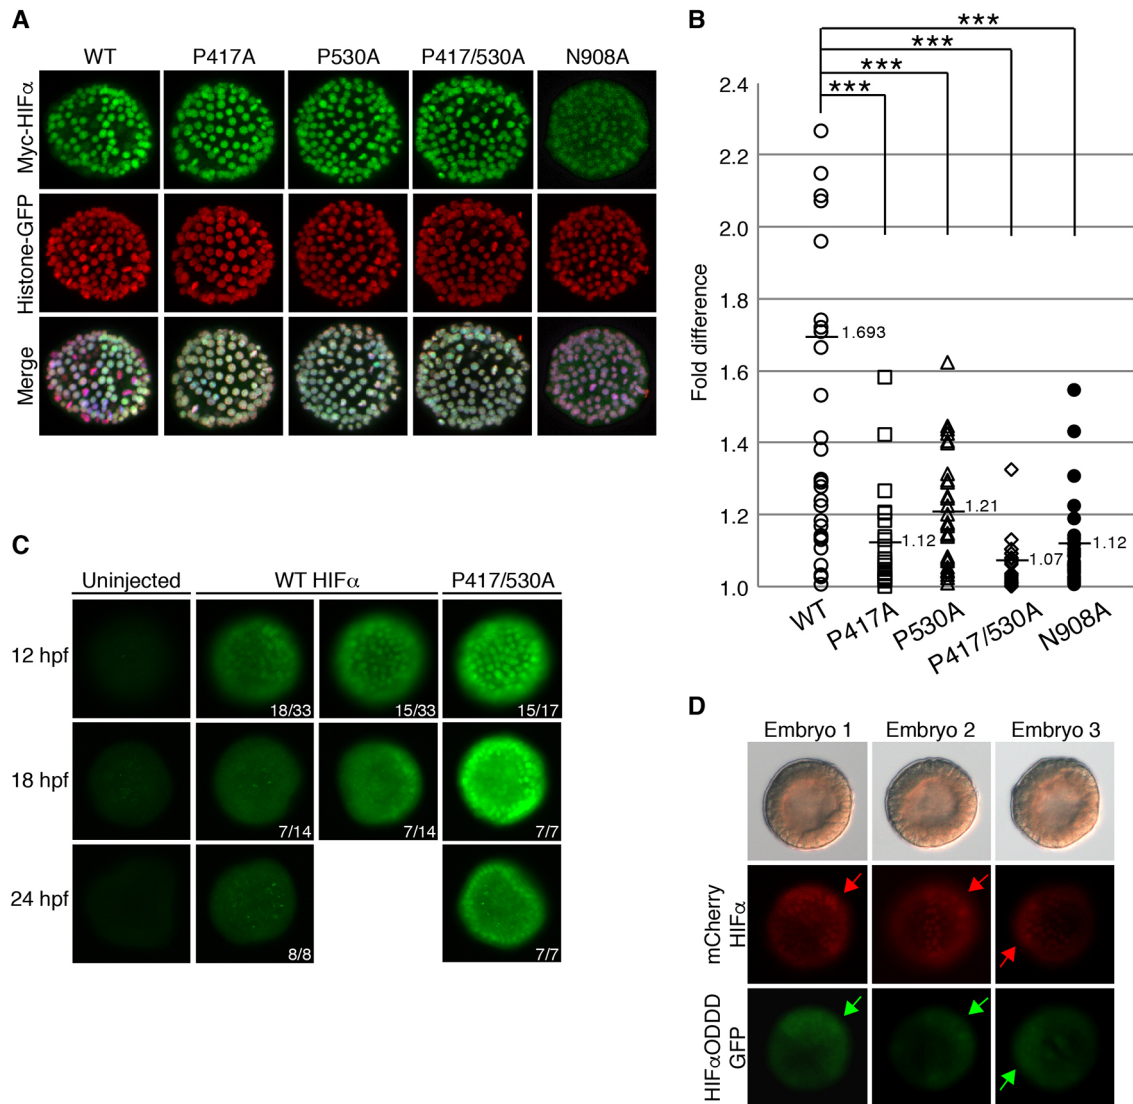 A
WT P417A P530A P417/530A N908A
Myc-HIFα
Histone-GFP
Merge
B
***
***
***
***
2.4
2.2
2.0
1.8
1.6
1.4
1.2
1.0
Fold difference
1.693
1.12
1.21
1.07
1.12
WT P417A P530A P417/530A N908A
C
Uninjected WT HIFα P417/530A
12 hpf
18/33 15/33 15/17
18 hpf
7/14 7/14 7/7
24 hpf
8/8 7/7
D
Embryo 1 Embryo 2 Embryo 3
mCherry
HIFα
HIFαODDD
GFP